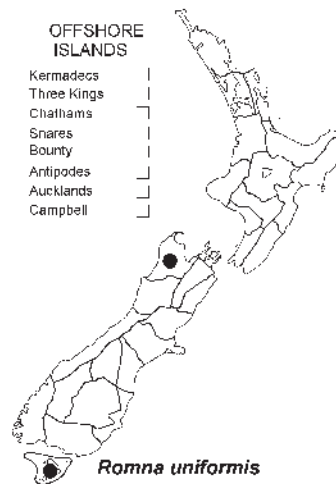 OFFSHORE
ISLANDS
Kermadecs
Three Kings
Chathams
Snares
Bounty
Antipodes
Aucklands
Campbell
Romna uniformis